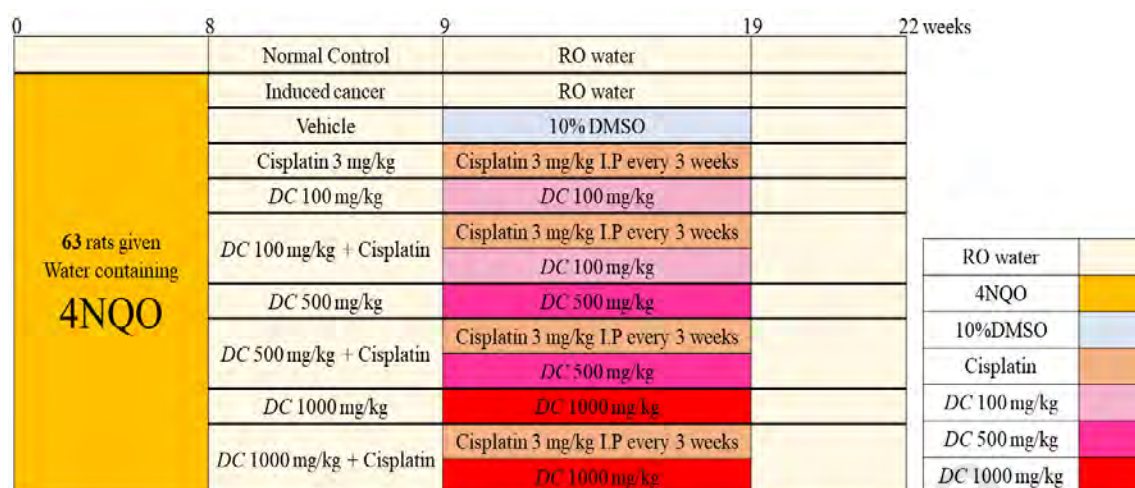 0 8 9 19 22 weeks
Normal Control RO water
Induced cancer RO water
Vehicle 10% DMSO
Cisplatin 3 mg/kg Cisplatin 3 mg/kg I.P every 3 weeks
DC 100 mg/kg DC 100 mg/kg
63 rats given
Water containing
4NQO
DC 100 mg/kg + Cisplatin
Cisplatin 3 mg/kg I.P every 3 weeks
DC 100 mg/kg
DC 500 mg/kg DC 500 mg/kg
DC 500 mg/kg + Cisplatin
Cisplatin 3 mg/kg I.P every 3 weeks
DC 500 mg/kg
DC 1000 mg/kg DC 1000 mg/kg
DC 1000 mg/kg + Cisplatin
Cisplatin 3 mg/kg I.P every 3 weeks
DC 1000 mg/kg
RO water
4NQO
10%DMSO
Cisplatin
DC 100 mg/kg
DC 500 mg/kg
DC 1000 mg/kg